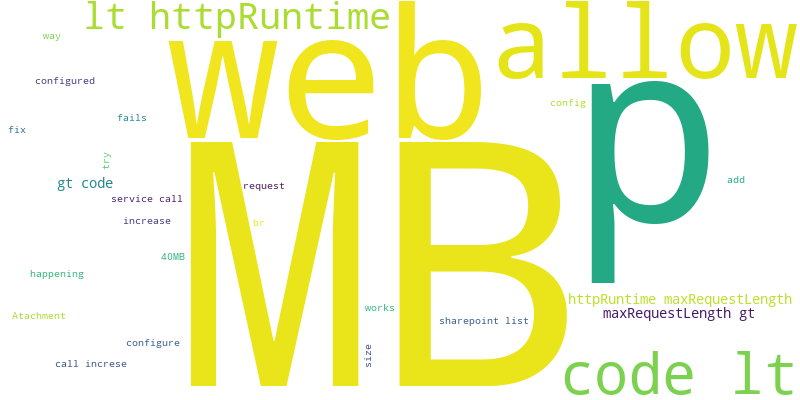 lt httpRuntime
way
web
allow
configured
config
p
fix
fails
try
gt code
MB
request
add
service call
increase
br
40MB
happening
httpRuntime maxRequestLength
works
maxRequestLength gt
Atachment
sharepoint list
configure
size
call increse
code lt